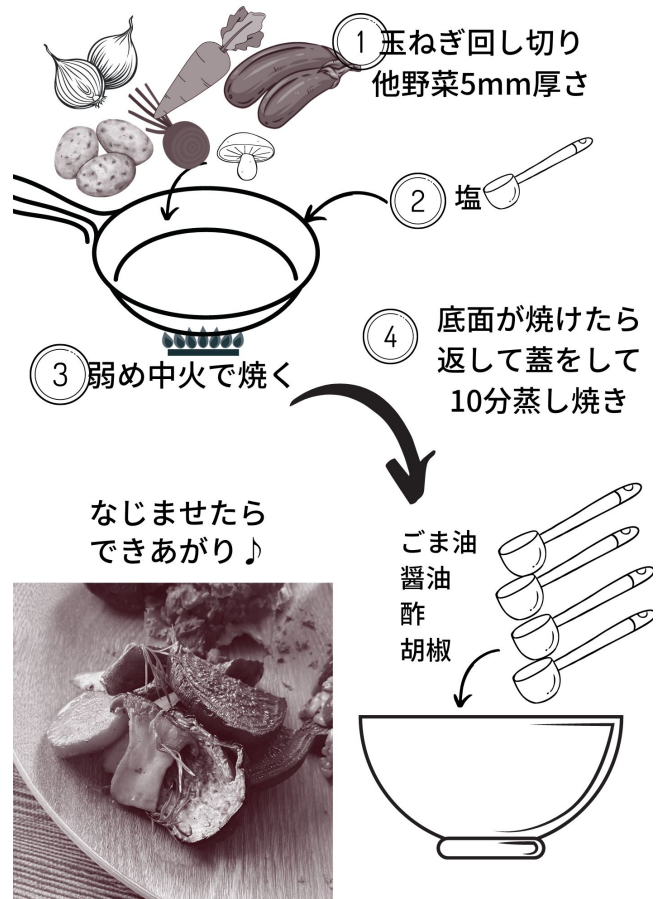 1 玉ねぎ回し切り
他野菜5mm厚さ
2 塩
3 弱め中火で焼く
4 底面が焼けたら
返して蓋をして
10分蒸し焼き
ごま油
醤油
酢
胡椒
なじませたら
できあがり♪